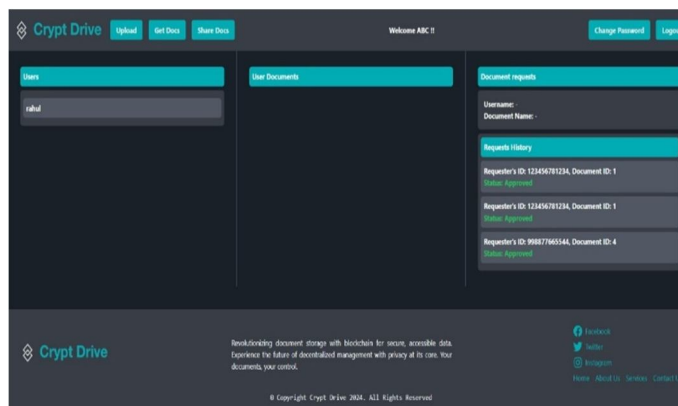 Crypt Drive Upload Get Docs Share Docs Welcome ABC !! Change Password Logou
Users
rahul
User Documents
Document requests
Username: -
Document Name: -
Requests History
Requester's ID: 123456781234, Document ID: 1
Status: Approved
Requester's ID: 123456781234, Document ID: 1
Status: Approved
Requester's ID: 998877665544, Document ID: 4
Status: Approved
Crypt Drive
Revolutionizing document storage with blockchain for secure, accessible data.
Experience the future of decentralized management with privacy at its core. Your
documents, your control.
Facebook
Twitter
Instagram
Home About Us Services Contact
© Copyright Crypt Drive 2024. All Rights Reserved